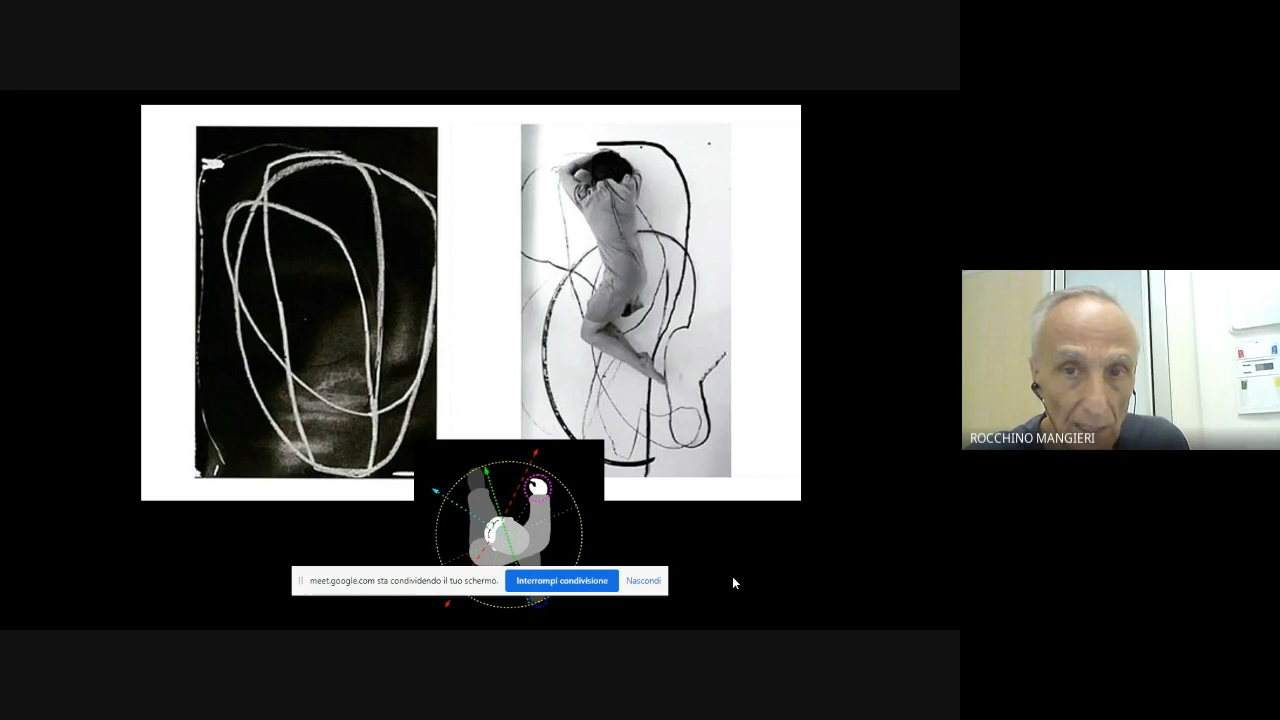 ROCCHINO MANGIERI
meet.google.com sta condividendo il tuo schermo.
Interrompi condivisione
Nascondi